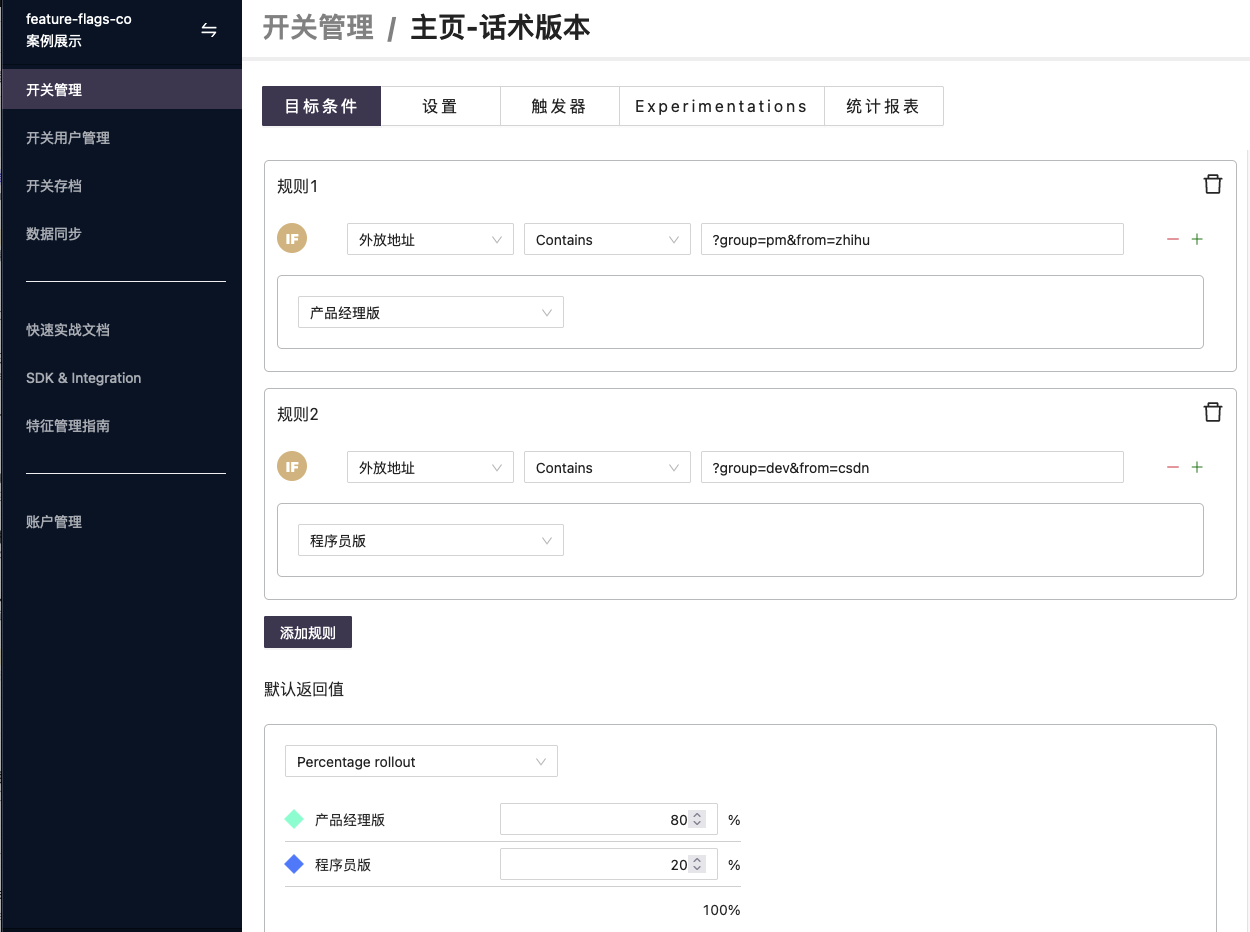 feature-flags-co
案例展示
开关管理
开关用户管理
开关存档
数据同步
快速实战文档
SDK & Integration
特征管理指南
账户管理
开关管理 / 主页-话术版本
目标条件 设置 触发器 Experimentations 统计报表
规则1
IF 外放地址 Contains ?group=pm&from=zhihu
产品经理版
规则2
IF 外放地址 Contains ?group=dev&from=csdn
程序员版
添加规则
默认返回值
Percentage rollout
产品经理版 80 %
程序员版 20 %
100%